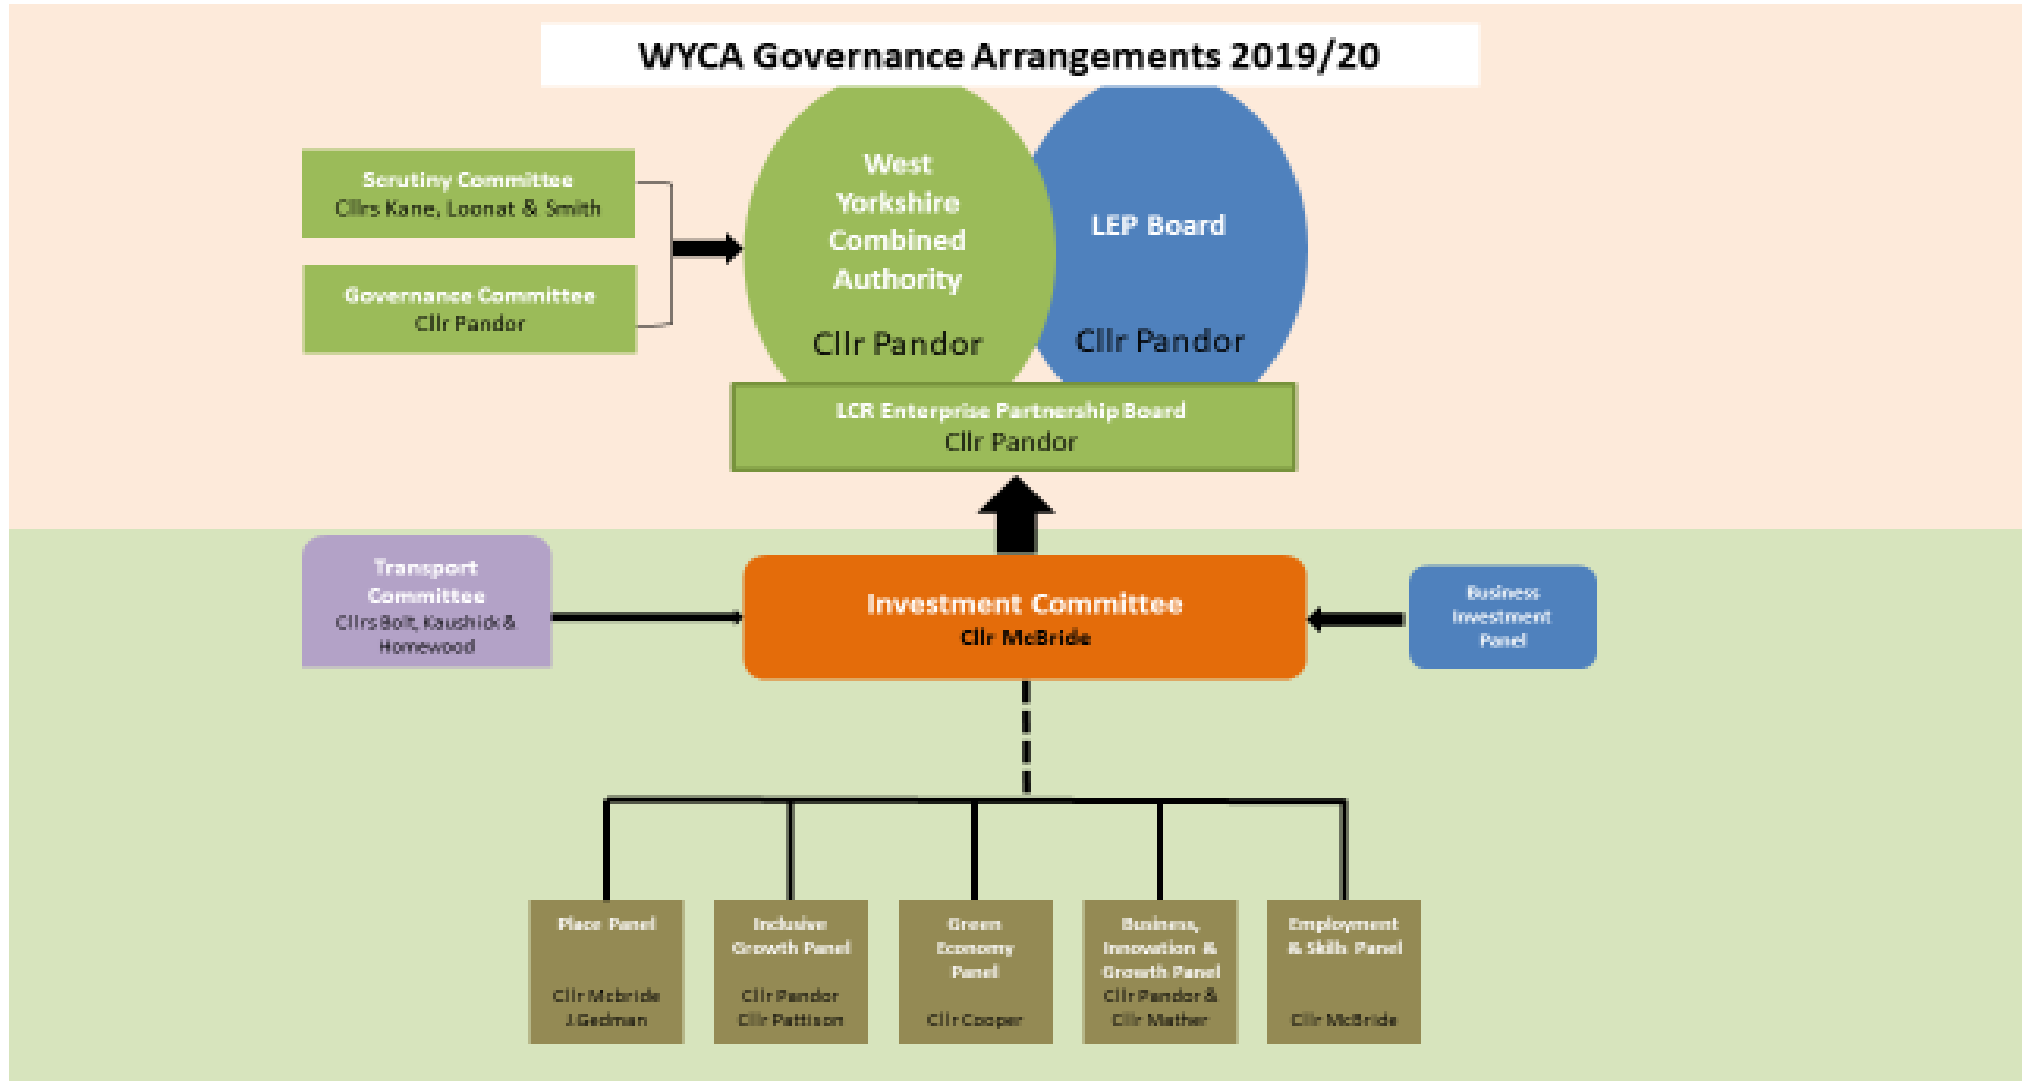 WYCA Governance Arrangements 2019/20
Scrutiny Committee
Cllrs Kane, Loonat & Smith
Governance Committee
Cllr Pandor
West
Yorkshire
Combined
Authority
Cllr Pandor
LEP Board
Cllr Pandor
LCR Enterprise Partnership Board
Cllr Pandor
Transport
Committee
Cllrs Bolt, Kaushick &
Homewood
Investment Committee
Cllr McBride
Business
Investment
Panel
Place Panel
Cllr Mcbride
J.Gedman
Inclusive
Growth Panel
Cllr Pandor
Cllr Pattison
Green
Economy
Panel
Cllr Cooper
Business,
Innovation &
Growth Panel
Cllr Pandor &
Cllr Mather
Employment
& Skills Panel
Cllr McBride